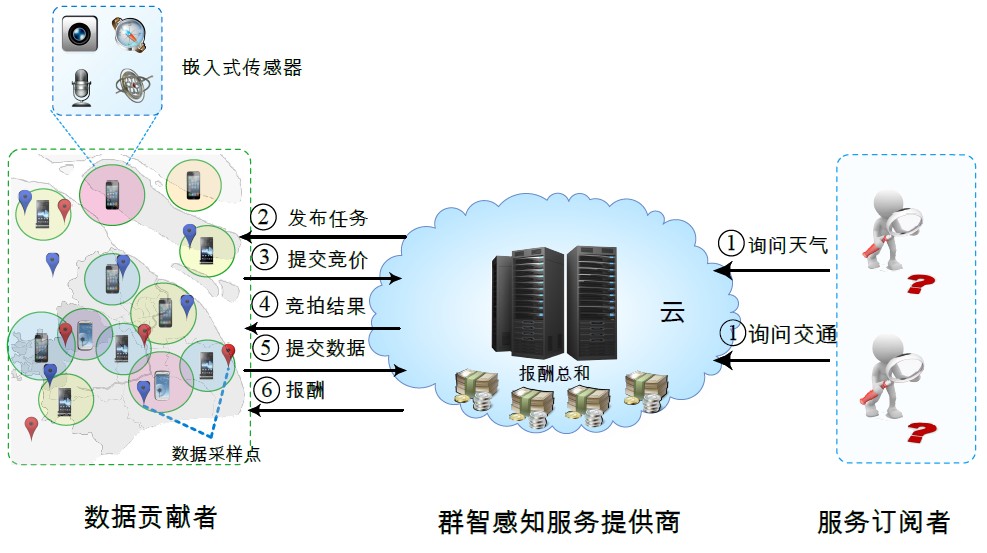 嵌入式传感器
② 发布任务
③ 提交竞价
④ 竞拍结果
⑤ 提交数据
⑥ 报酬
数据采样点
云
报酬总和
① 询问天气
① 询问交通
数据贡献者
群智感知服务提供商
服务订阅者